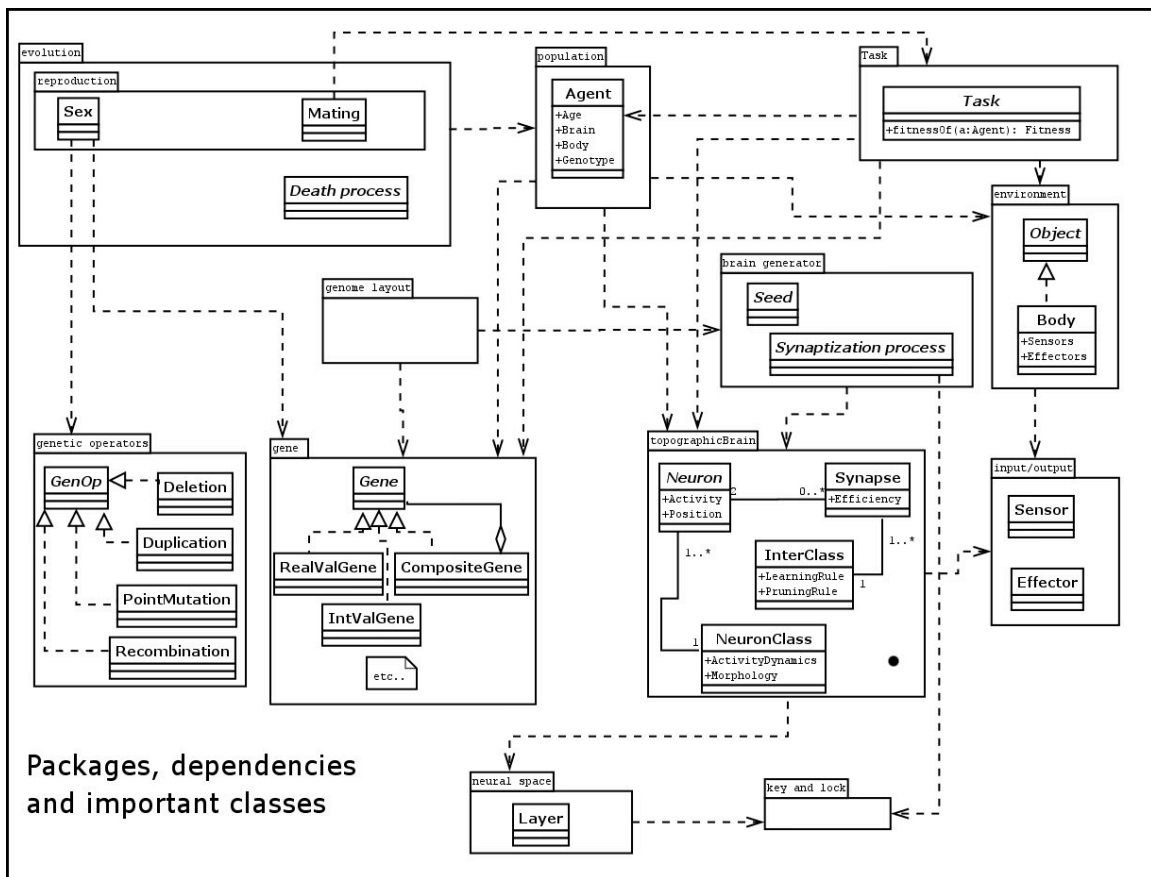 evolution
reproduction
Sex
Mating
Death process
population
Agent
+Age
+Brain
+Body
+Genotype
Task
Task
+fitnessOf(a:Agent): Fitness
environment
Object
Body
+Sensors
+Effectors
genome layout
brain generator
Seed
Synaptization process
genetic operators
GenOp
Deletion
Duplication
PointMutation
Recombination
gene
Gene
RealValGene
CompositeGene
IntValGene
etc..
topographicBrain
Neuron
+Activity
+Position
2
0..*
Synapse
+Efficiency
1..*
1..*
InterClass
+LearningRule
+PruningRule
1
1
NeuronClass
+ActivityDynamics
+Morphology
input/output
Sensor
Effector
neural space
Layer
key and lock
Packages, dependencies
and important classes